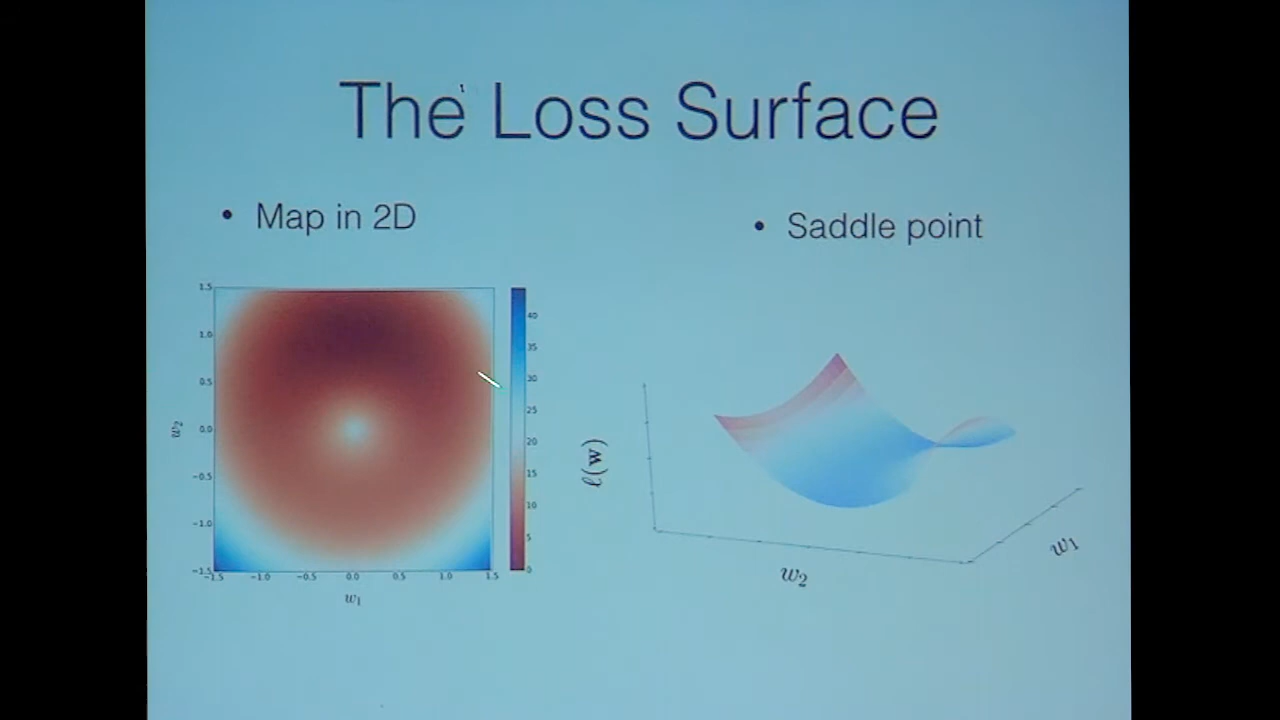 The Loss Surface
• Map in 2D
• Saddle point
1.5
1.0
0.5
0.0
−0.5
−1.0
−1.5
w₂
−1.5 −1.0 −0.5 0.0 0.5 1.0 1.5
w₁
40
35
30
25
20
15
10
5
0
ℓ(w)
w₂
w₁